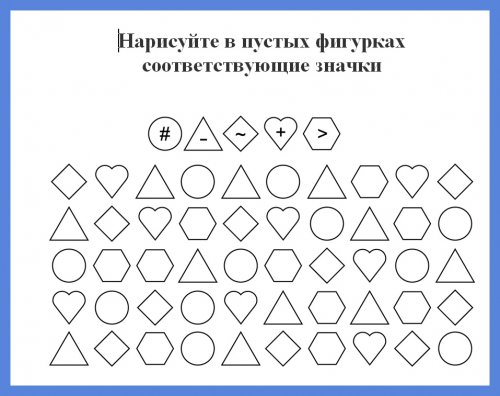 Нарисуйте в пустых фигурках
соответствующие значки
# - ~ + >